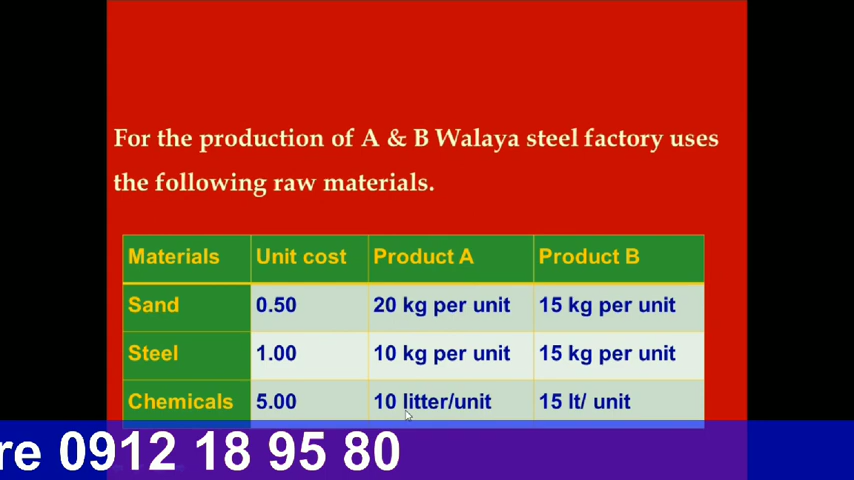 For the production of A & B Walaya steel factory uses
the following raw materials.
Materials Unit cost Product A Product B
Sand 0.50 20 kg per unit 15 kg per unit
Steel 1.00 10 kg per unit 15 kg per unit
Chemicals 5.00 10 litter/unit 15 lt/ unit
re 0912 18 95 80